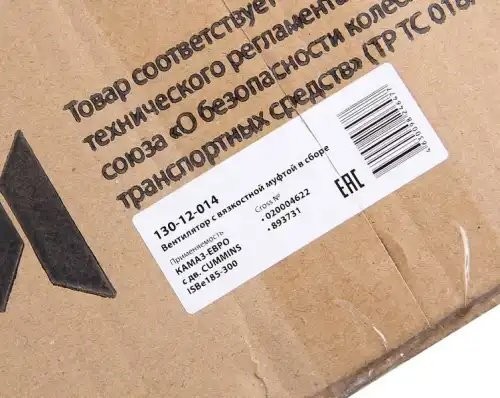 Товар соответствует
технического регламента
союза «О безопасности колес
транспортных средств» (ТР ТС 018/
130-12-014
Вентилятор с вязкостной муфтой в сборе
Применяемость
КАМАЗ-ЕВРО
с дв. CUMMINS
ISBe185-300
Cross №
· 020004622
· 893731
EAC